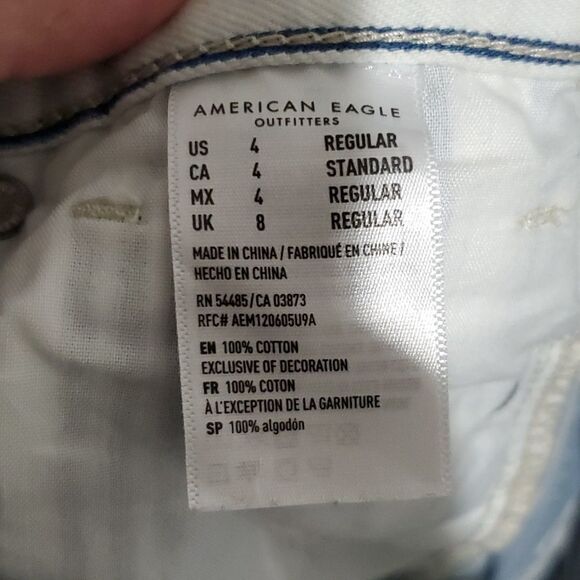 AMERICAN EAGLE
OUTFITTERS
US 4 REGULAR
CA 4 STANDARD
MX 4 REGULAR
UK 8 REGULAR
MADE IN CHINA / FABRIQUÉ EN CHINE /
HECHO EN CHINA
RN 54485/CA 03873
RFC# AEM120605U9A
EN 100% COTTON
EXCLUSIVE OF DECORATION
FR 100% COTON
À L'EXCEPTION DE LA GARNITURE
SP 100% algodón